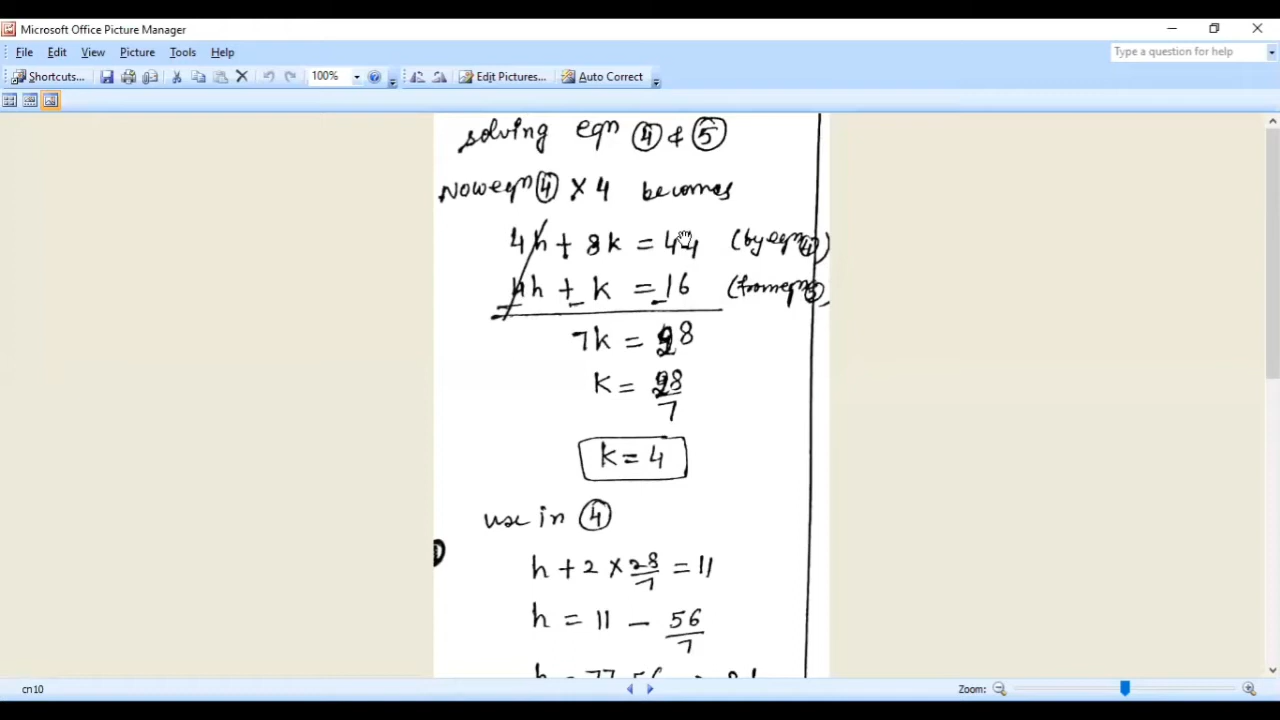 Microsoft Office Picture Manager
File Edit View Picture Tools Help
Type a question for help
Shortcuts... 100% Edit Pictures... Auto Correct
solving eqn ④ & ⑤
Now eqn ④ × 4 becomes
4h + 8k = 44 (by eqn ④)
4h + k = 16 (from eqn ⑤)
7k = 28
k = 28/7
k = 4
use in ④
h + 2 × 28/7 = 11
h = 11 - 56/7
cn10
Zoom: